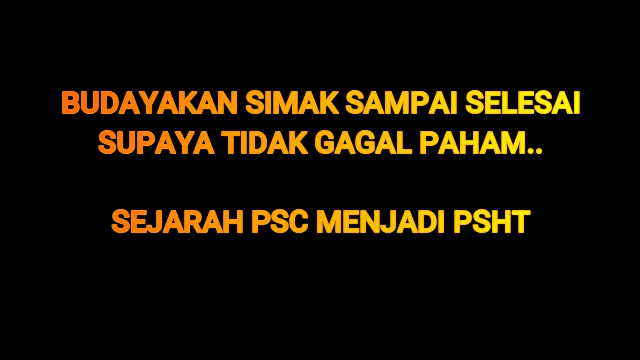 BUDAYAKAN SIMAK SAMPAI SELESAI
SUPAYA TIDAK GAGAL PAHAM..
SEJARAH PSC MENJADI PSHT